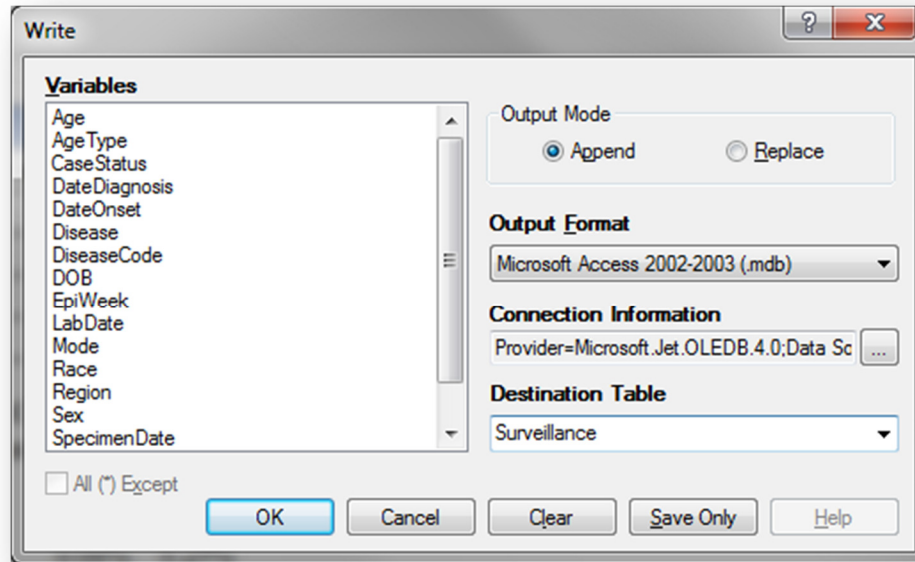 Write
Variables
Age
AgeType
CaseStatus
DateDiagnosis
DateOnset
Disease
DiseaseCode
DOB
EpiWeek
LabDate
Mode
Race
Region
Sex
SpecimenDate
All (*) Except
Output Mode
Append Replace
Output Format
Microsoft Access 2002-2003 (.mdb)
Connection Information
Provider=Microsoft.Jet.OLEDB.4.0;Data Sc ...
Destination Table
Surveillance
OK Cancel Clear Save Only Help